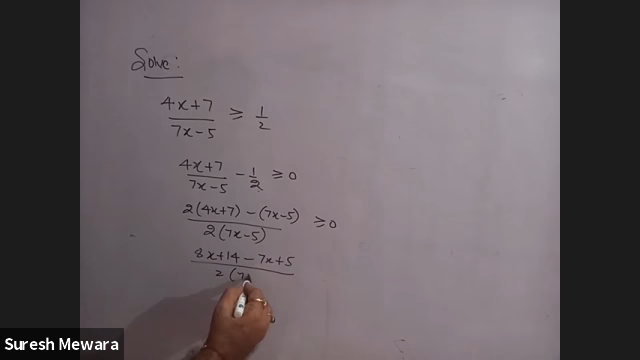 Solve:
4x+7/7x-5 ≥ 1/2
4x+7/7x-5 - 1/2 ≥ 0
2(4x+7) - (7x-5)/2(7x-5) ≥ 0
8x+14-7x+5/2(7x
Suresh Mewara